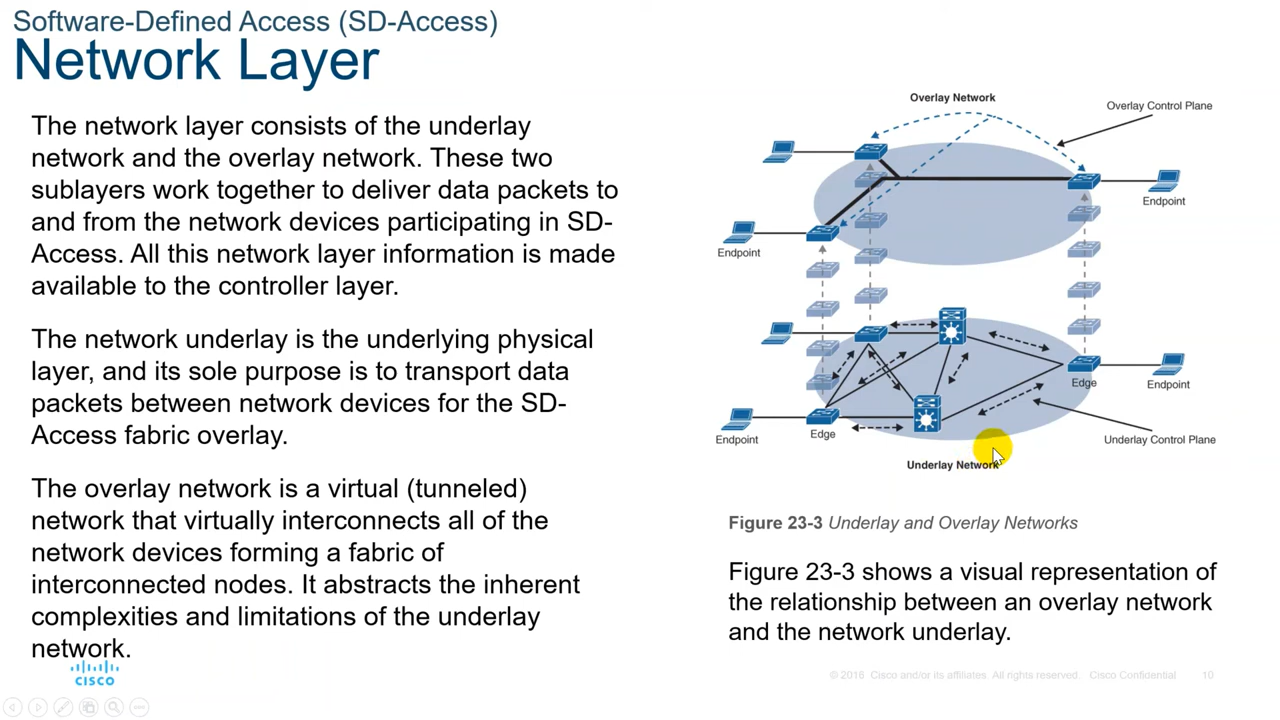 Software-Defined Access (SD-Access)
Network Layer
The network layer consists of the underlay
network and the overlay network. These two
sublayers work together to deliver data packets to
and from the network devices participating in SD-
Access. All this network layer information is made
available to the controller layer.
The network underlay is the underlying physical
layer, and its sole purpose is to transport data
packets between network devices for the SD-
Access fabric overlay.
The overlay network is a virtual (tunneled)
network that virtually interconnects all of the
network devices forming a fabric of
interconnected nodes. It abstracts the inherent
complexities and limitations of the underlay
network.
Overlay Network
Overlay Control Plane
Endpoint
Endpoint
Edge
Endpoint
Endpoint
Edge
Underlay Control Plane
Underlay Network
Figure 23-3 Underlay and Overlay Networks
Figure 23-3 shows a visual representation of
the relationship between an overlay network
and the network underlay.
CISCO
© 2016 Cisco and/or its affiliates. All rights reserved. Cisco Confidential 10